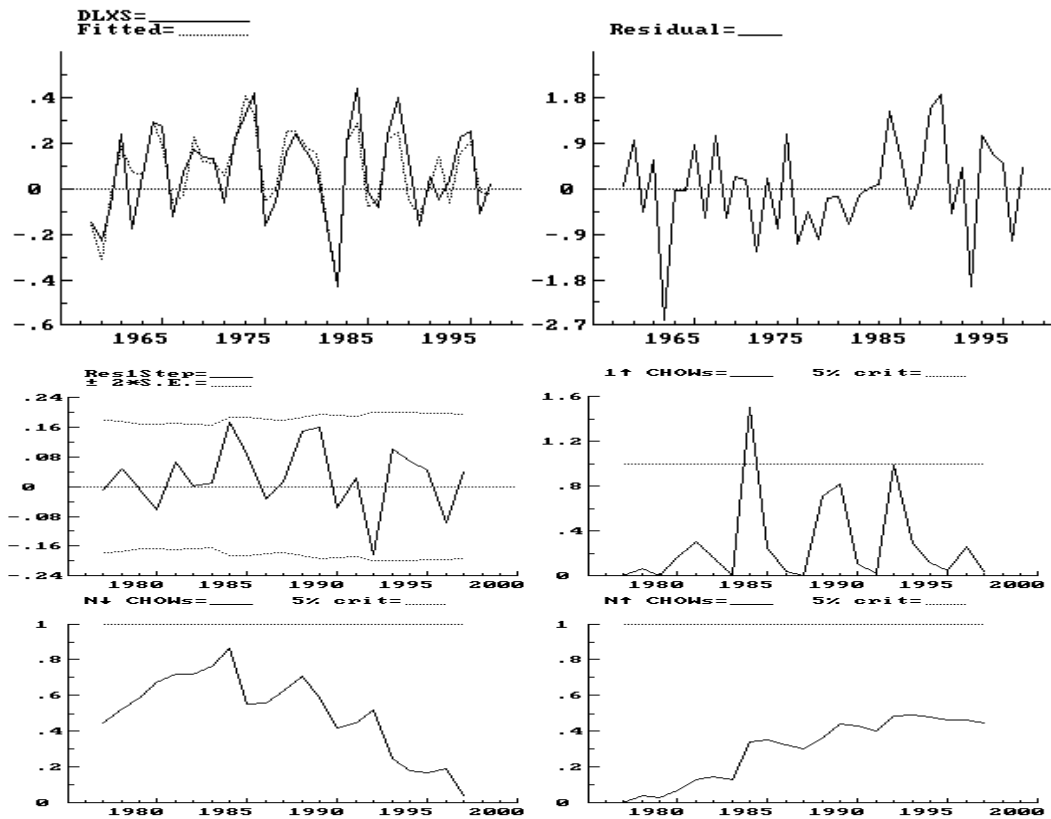 DLXS=
Fitted=
.4
.2
0
-.2
-.4
-.6
1965 1975 1985 1995
Residual=
1.8
.9
0
-.9
-1.8
-2.7
1965 1975 1985 1995
Res1Step=
± 2*S.E.=
.24
.16
.08
0
-.08
-.16
-.24
1980 1985 1990 1995 2000
1↑ CHOWs= 5% crit=
1.6
1.2
.8
.4
0
1980 1985 1990 1995 2000
N↓ CHOWs= 5% crit=
1
.8
.6
.4
.2
0
1980 1985 1990 1995 2000
N↑ CHOWs= 5% crit=
1
.8
.6
.4
.2
0
1980 1985 1990 1995 2000